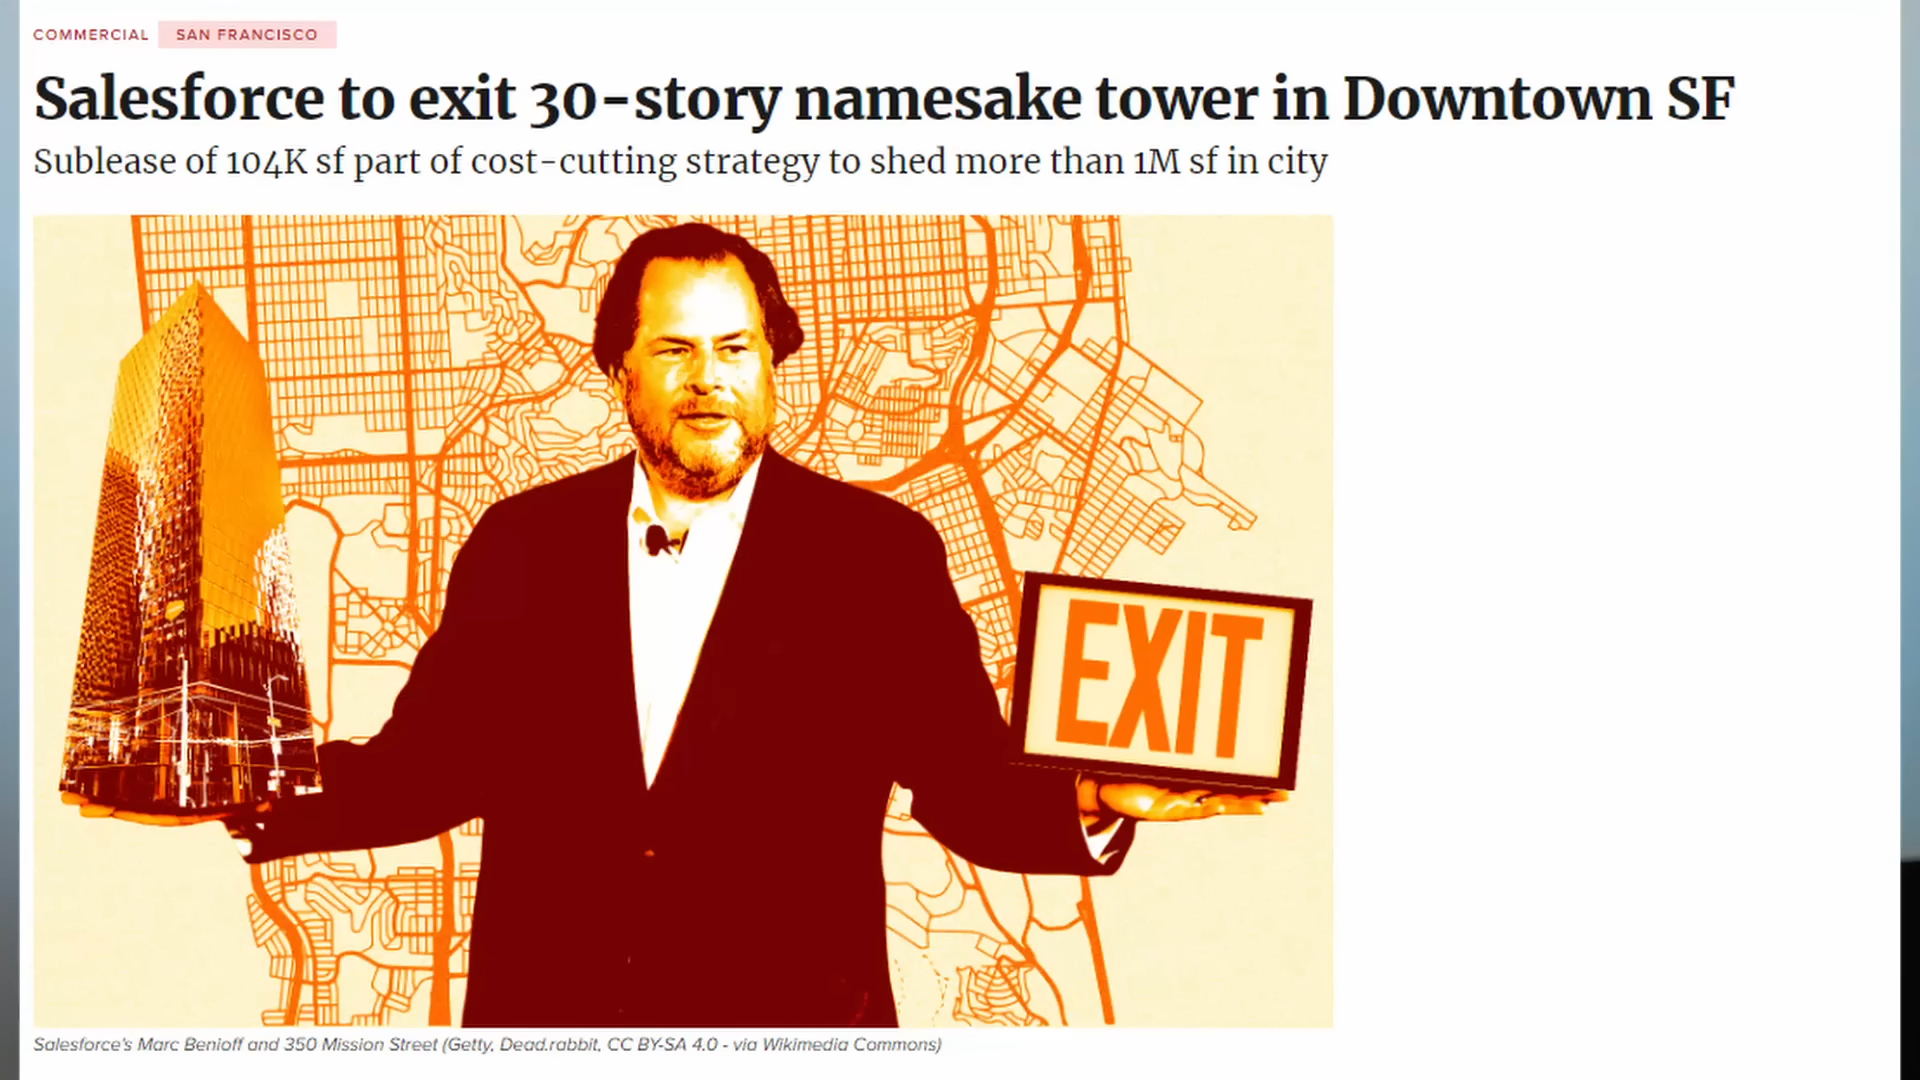 COMMERCIAL SAN FRANCISCO
Salesforce to exit 30-story namesake tower in Downtown SF
Sublease of 104K sf part of cost-cutting strategy to shed more than 1M sf in city
EXIT
Salesforce's Marc Benioff and 350 Mission Street (Getty, Dead.rabbit, CC BY-SA 4.0 - via Wikimedia Commons)